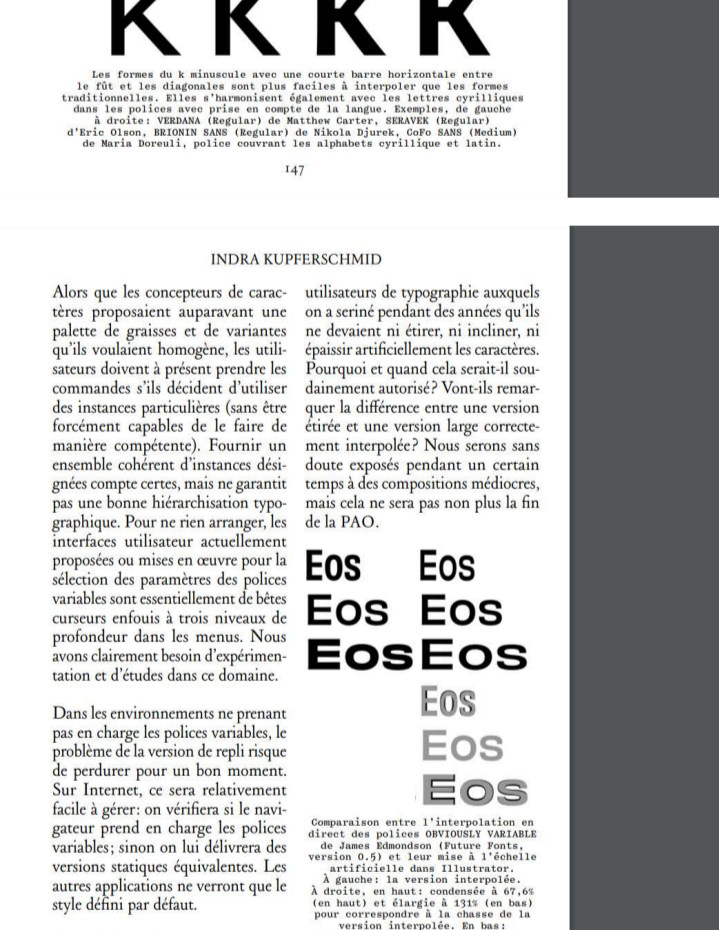 K K K K
Les formes du k minuscule avec une courte barre horizontale entre
le fût et les diagonales sont plus faciles à interpoler que les formes
traditionnelles. Elles s'harmonisent également avec les lettres cyrilliques
dans les polices avec prise en compte de la langue. Exemples, de gauche
à droite: VERDANA (Regular) de Matthew Carter, SERAVEK (Regular)
d'Eric Olson, BRIONIN SANS (Regular) de Nikola Djurek, CoFo SANS (Medium)
de Maria Doreuli, police couvrant les alphabets cyrillique et latin.
147
INDRA KUPFERSCHMID
Alors que les concepteurs de carac-
tères proposaient auparavant une
palette de graisses et de variantes
qu'ils voulaient homogène, les utili-
sateurs doivent à présent prendre les
commandes s'ils décident d'utiliser
des instances particulières (sans être
forcément capables de le faire de
manière compétente). Fournir un
ensemble cohérent d'instances dési-
gnées compte certes, mais ne garantit
pas une bonne hiérarchisation typo-
graphique. Pour ne rien arranger, les
interfaces utilisateur actuellement
proposées ou mises en œuvre pour la
sélection des paramètres des polices
variables sont essentiellement de bêtes
curseurs enfouis à trois niveaux de
profondeur dans les menus. Nous
avons clairement besoin d'expérimen-
tation et d'études dans ce domaine.
Dans les environnements ne prenant
pas en charge les polices variables, le
problème de la version de repli risque
de perdurer pour un bon moment.
Sur Internet, ce sera relativement
facile à gérer: on vérifiera si le navi-
gateur prend en charge les polices
variables; sinon on lui délivrera des
versions statiques équivalentes. Les
autres applications ne verront que le
style défini par défaut.
utilisateurs de typographie auxquels
on a seriné pendant des années qu'ils
ne devaient ni étirer, ni incliner, ni
épaissir artificiellement les caractères.
Pourquoi et quand cela serait-il sou-
dainement autorisé? Vont-ils remar-
quer la différence entre une version
étirée et une version large correcte-
ment interpolée? Nous serons sans
doute exposés pendant un certain
temps à des compositions médiocres,
mais cela ne sera pas non plus la fin
de la PAO.
Eos Eos
Eos Eos
Eos Eos
Eos
Eos
Eos
Comparaison entre l'interpolation en
direct des polices OBVIOUSLY VARIABLE
de James Edmondson (Future Fonts,
version 0.5) et leur mise à l'échelle
artificielle dans Illustrator.
À gauche: la version interpolée.
À droite, en haut: condensée à 67,6%
(en haut) et élargie à 131% (en bas)
pour correspondre à la chasse de la
version interpolée. En bas: